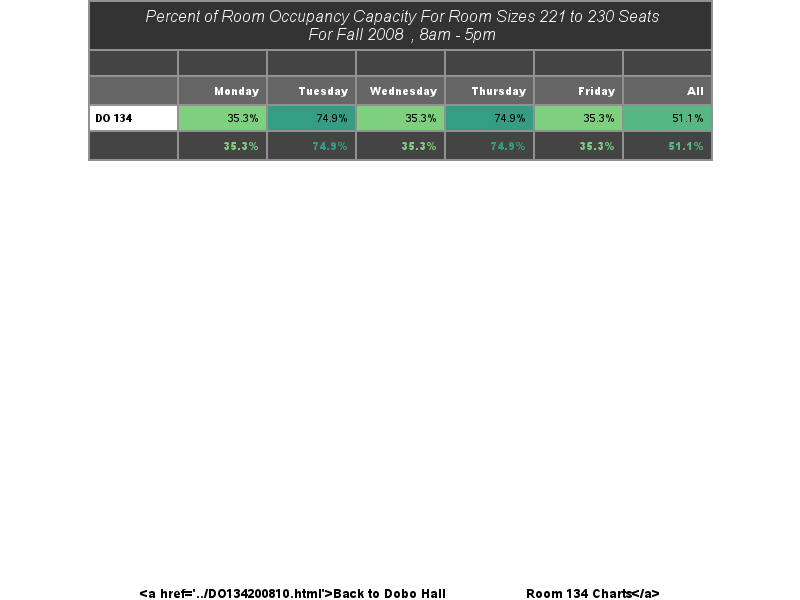 Percent of Room Occupancy Capacity For Room Sizes 221 to 230 Seats
For Fall 2008 , 8am - 5pm
Monday Tuesday Wednesday Thursday Friday All
DO 134 35.3% 74.9% 35.3% 74.9% 35.3% 51.1%
35.3% 74.9% 35.3% 74.9% 35.3% 51.1%
<a href='../DO134200810.html'>Back to Dobo Hall Room 134 Charts</a>